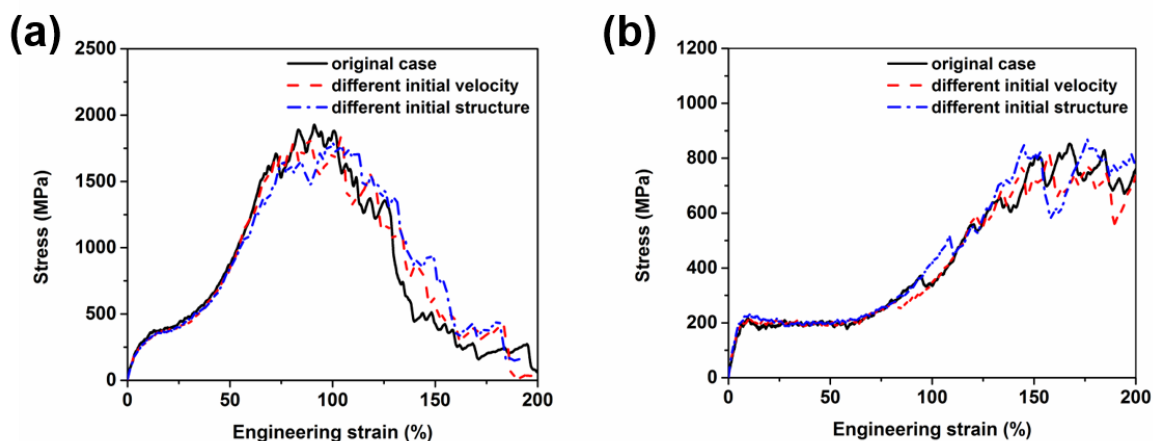 (a)
2500
2000
1500
1000
500
0
Stress (MPa)
original case
different initial velocity
different initial structure
0 50 100 150 200
Engineering strain (%)
(b)
1200
1000
800
600
400
200
0
Stress (MPa)
original case
different initial velocity
different initial structure
0 50 100 150 200
Engineering strain (%)